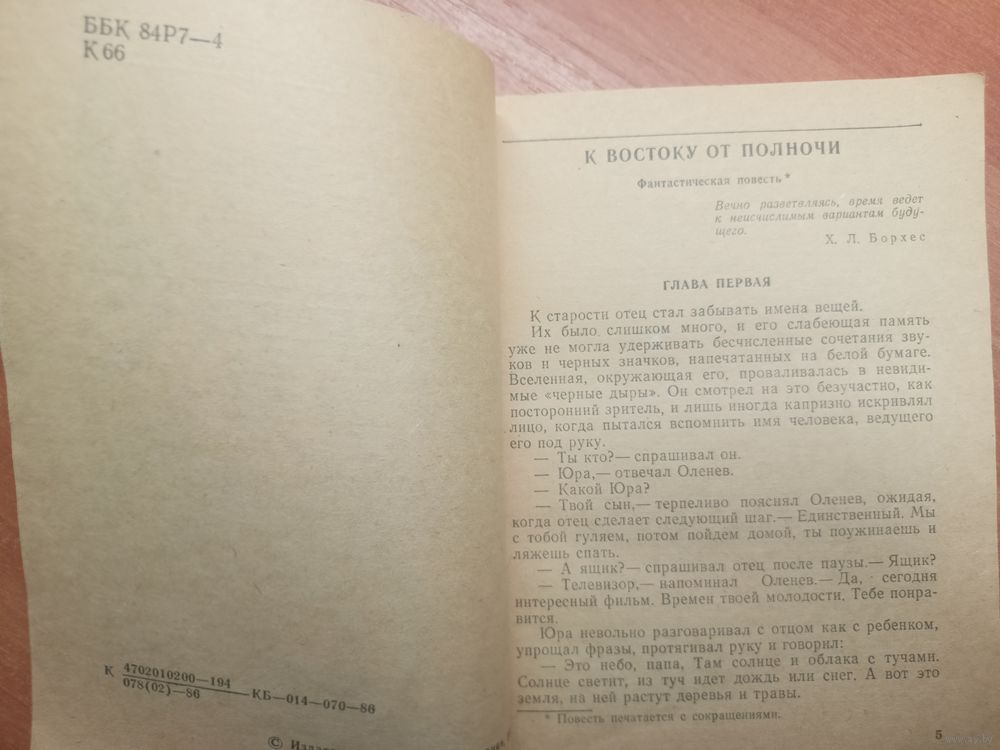 ББК 84Р7—4
К 66
К 4702010200—194
078(02)—86
—КБ—014—070—86
К ВОСТОКУ ОТ ПОЛНОЧИ
Фантастическая повесть *
Вечно разветвляясь, время ведет
к неисчислимым вариантам буду-
щего.
Х. Л. Борхес
ГЛАВА ПЕРВАЯ
К старости отец стал забывать имена вещей.
Их было слишком много, и его слабеющая память
уже не могла удерживать бесчисленные сочетания зву-
ков и черных значков, напечатанных на белой бумаге.
Вселенная, окружающая его, проваливалась в невиди-
мые «черные дыры». Он смотрел на это безучастно, как
посторонний зритель, и лишь иногда капризно искривлял
лицо, когда пытался вспомнить имя человека, ведущего
его под руку.
— Ты кто?— спрашивал он.
— Юра,— отвечал Оленев.
— Какой Юра?
— Твой сын,— терпеливо пояснял Оленев, ожидая,
когда отец сделает следующий шаг.— Единственный. Мы
с тобой гуляем, потом пойдем домой, ты поужинаешь и
ляжешь спать.
— А ящик?— спрашивал отец после паузы.— Ящик?
— Телевизор,— напоминал Оленев.— Да, сегодня
интересный фильм. Времен твоей молодости. Тебе понра-
вится.
Юра невольно разговаривал с отцом как с ребенком,
упрощал фразы, протягивал руку и говорил:
— Это небо, папа, Там солнце и облака с тучами.
Солнце светит, из туч идет дождь или снег. А вот это
земля, на ней растут деревья и травы.
* Повесть печатается с сокращениями.
5